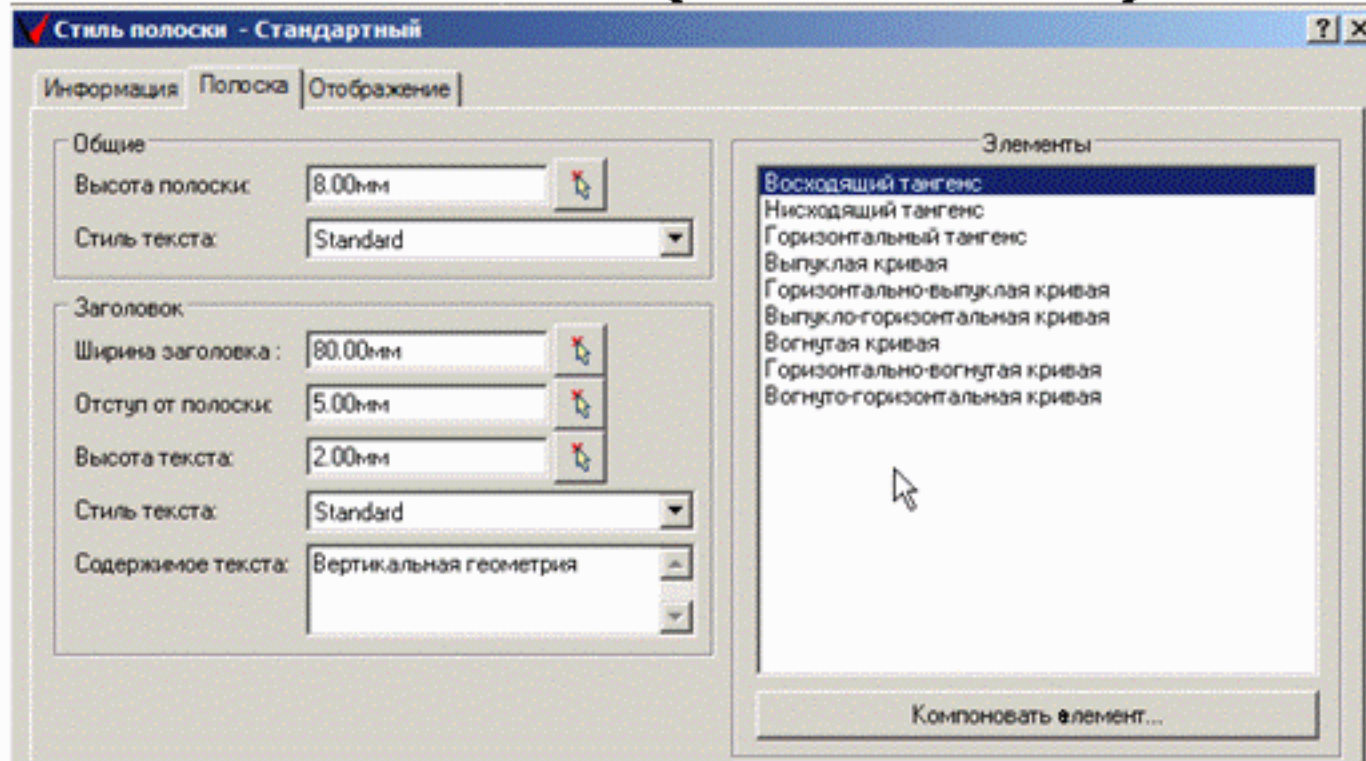 Стиль полоски - Стандартный
Информация Полоска Отображение
Общие
Высота полоски: 8.00мм
Стиль текста: Standard
Заголовок
Ширина заголовка : 80.00мм
Отступ от полоски: 5.00мм
Высота текста: 2.00мм
Стиль текста: Standard
Содержимое текста: Вертикальная геометрия
Элементы
Восходящий тангенс
Нисходящий тангенс
Горизонтальный тангенс
Выпуклая кривая
Горизонтально-выпуклая кривая
Выпукло-горизонтальная кривая
Вогнутая кривая
Горизонтально-вогнутая кривая
Вогнуто-горизонтальная кривая
Компоновать элемент...